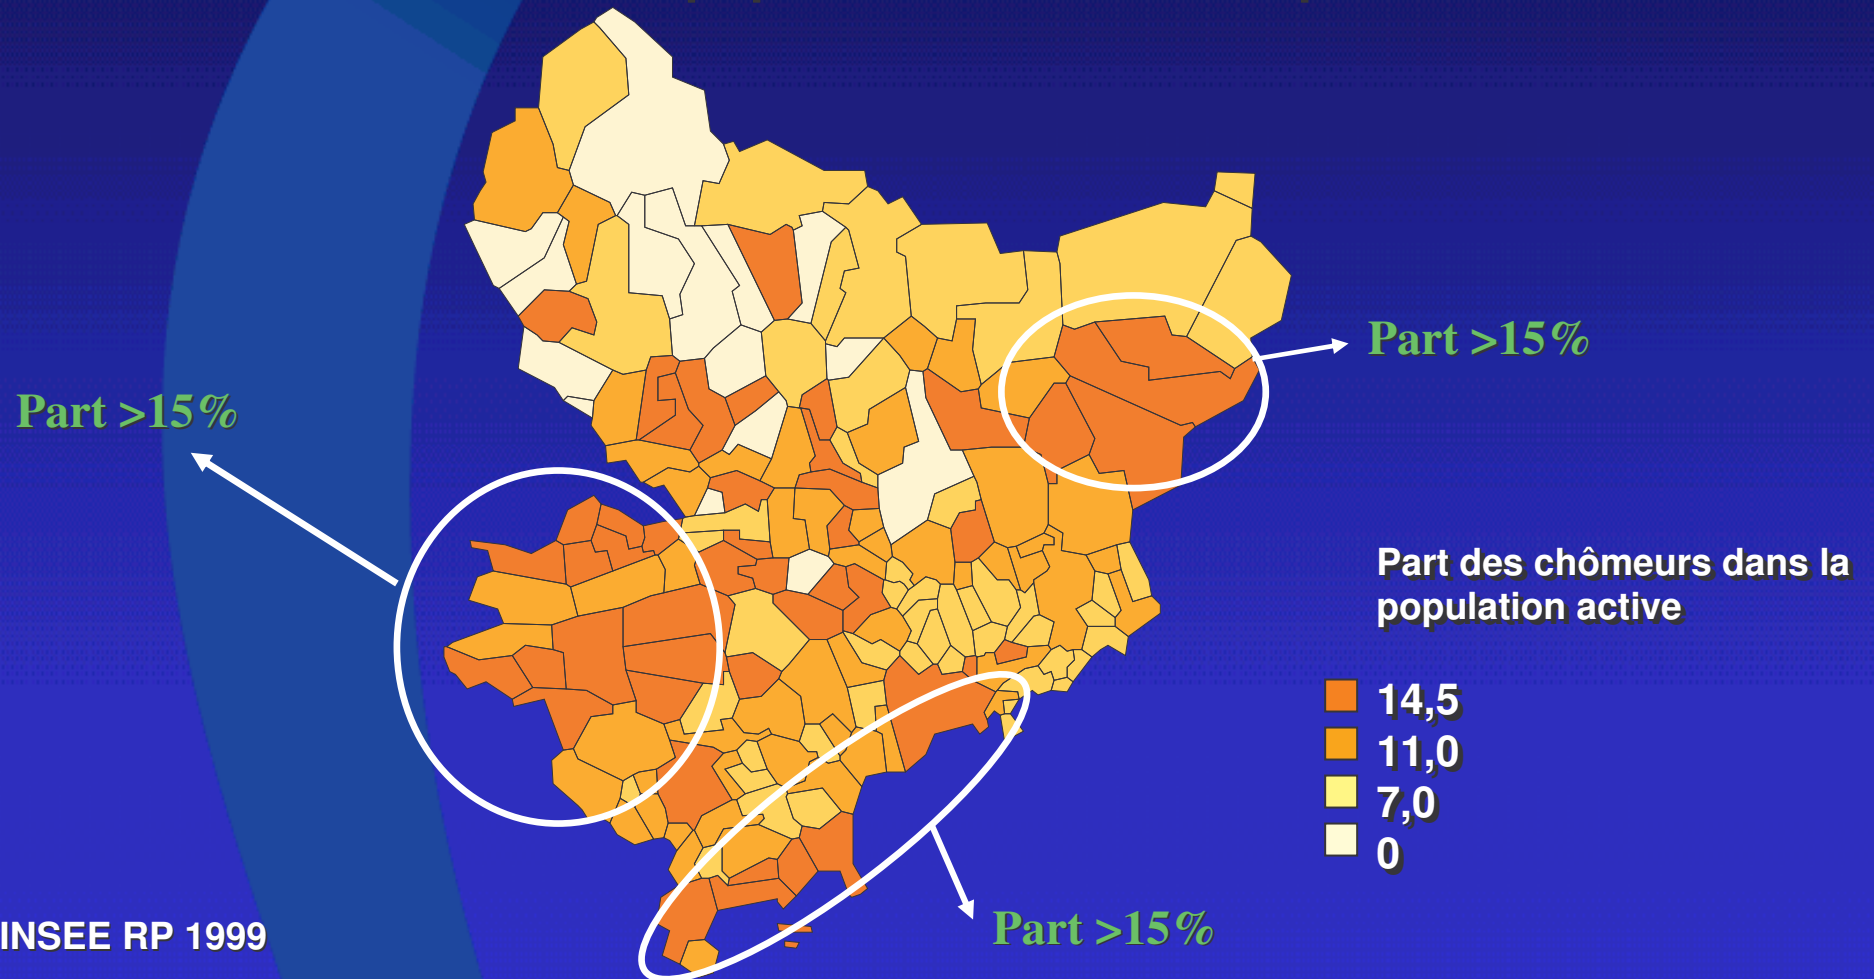 Part >15%
Part >15%
Part des chômeurs dans la
population active
14,5
11,0
7,0
0
Part >15%
INSEE RP 1999